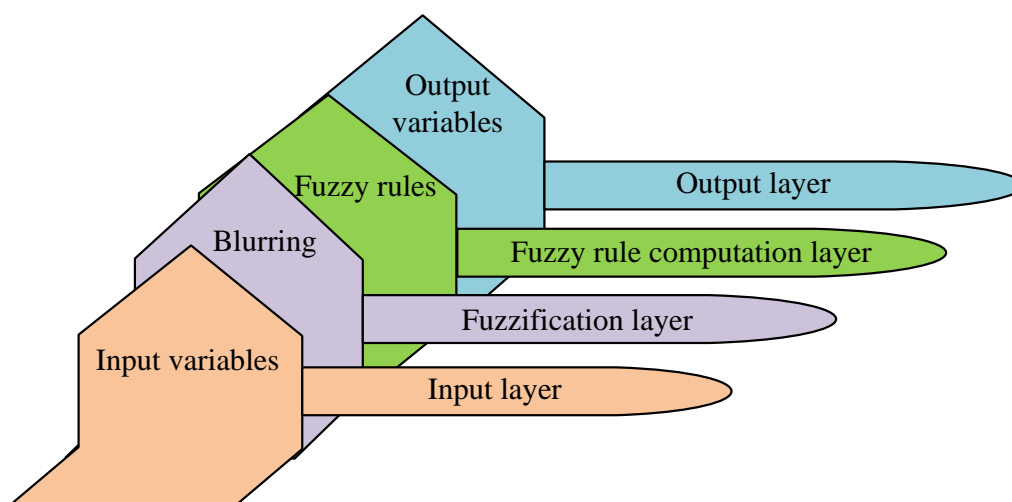 Output
variables
Output layer
Fuzzy rules
Fuzzy rule computation layer
Blurring
Fuzzification layer
Input variables
Input layer